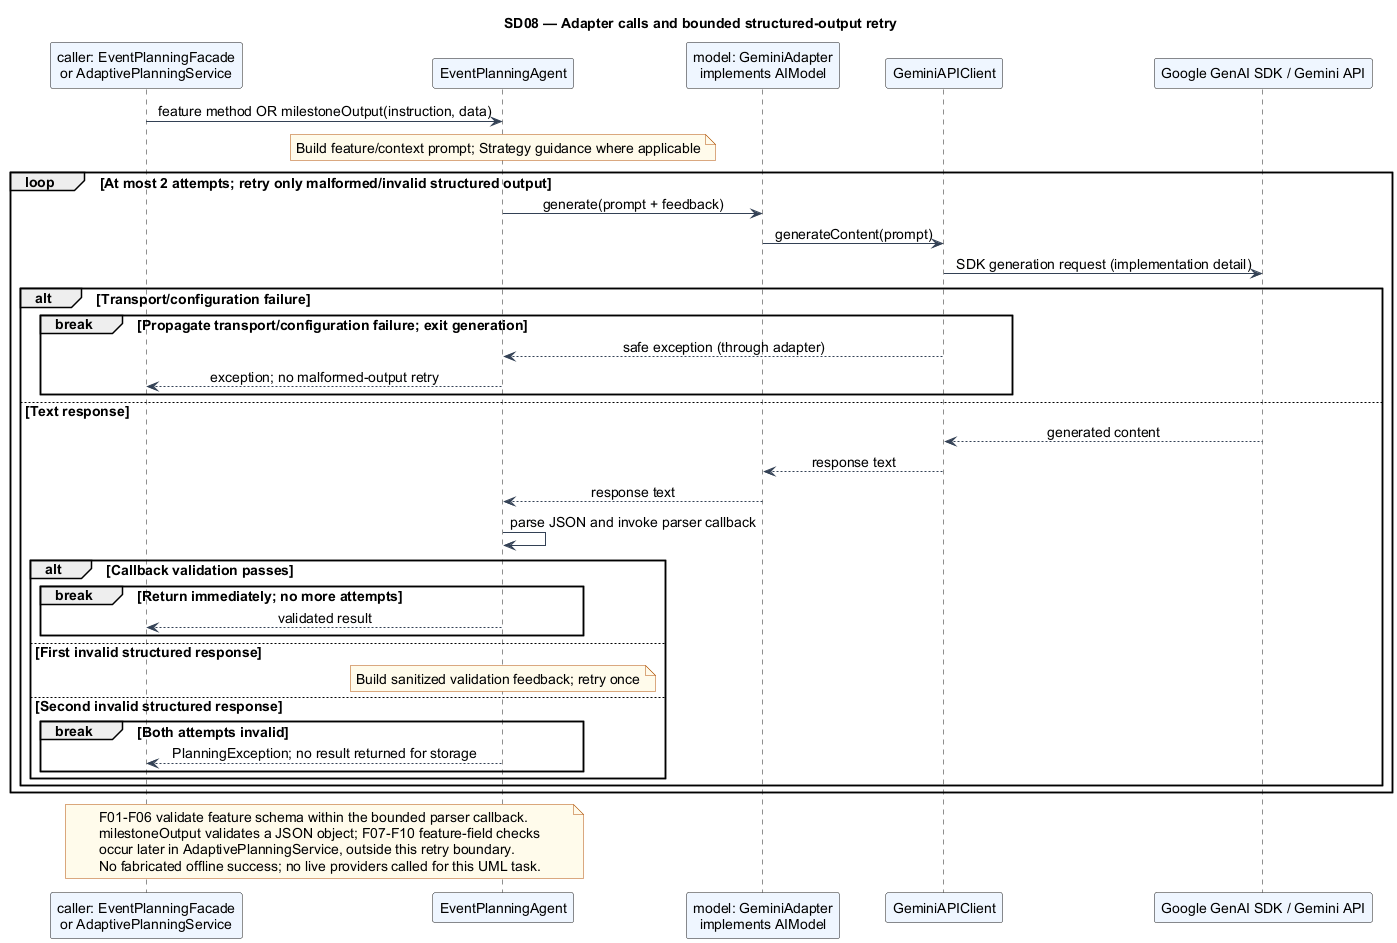 SD08 — Adapter calls and bounded structured-output retry
caller: EventPlanningFacade
or AdaptivePlanningService
EventPlanningAgent
model: GeminiAdapter
implements AIModel
GeminiAPIClient
Google GenAI SDK / Gemini API
feature method OR milestoneOutput(instruction, data)
Build feature/context prompt; Strategy guidance where applicable
loop
[At most 2 attempts; retry only malformed/invalid structured output]
generate(prompt + feedback)
generateContent(prompt)
SDK generation request (implementation detail)
alt
[Transport/configuration failure]
break
[Propagate transport/configuration failure; exit generation]
safe exception (through adapter)
exception; no malformed-output retry
[Text response]
generated content
response text
response text
parse JSON and invoke parser callback
alt
[Callback validation passes]
break
[Return immediately; no more attempts]
validated result
[First invalid structured response]
Build sanitized validation feedback; retry once
[Second invalid structured response]
break
[Both attempts invalid]
PlanningException; no result returned for storage
F01-F06 validate feature schema within the bounded parser callback.
milestoneOutput validates a JSON object; F07-F10 feature-field checks
occur later in AdaptivePlanningService, outside this retry boundary.
No fabricated offline success; no live providers called for this UML task.
caller: EventPlanningFacade
or AdaptivePlanningService
EventPlanningAgent
model: GeminiAdapter
implements AIModel
GeminiAPIClient
Google GenAI SDK / Gemini API